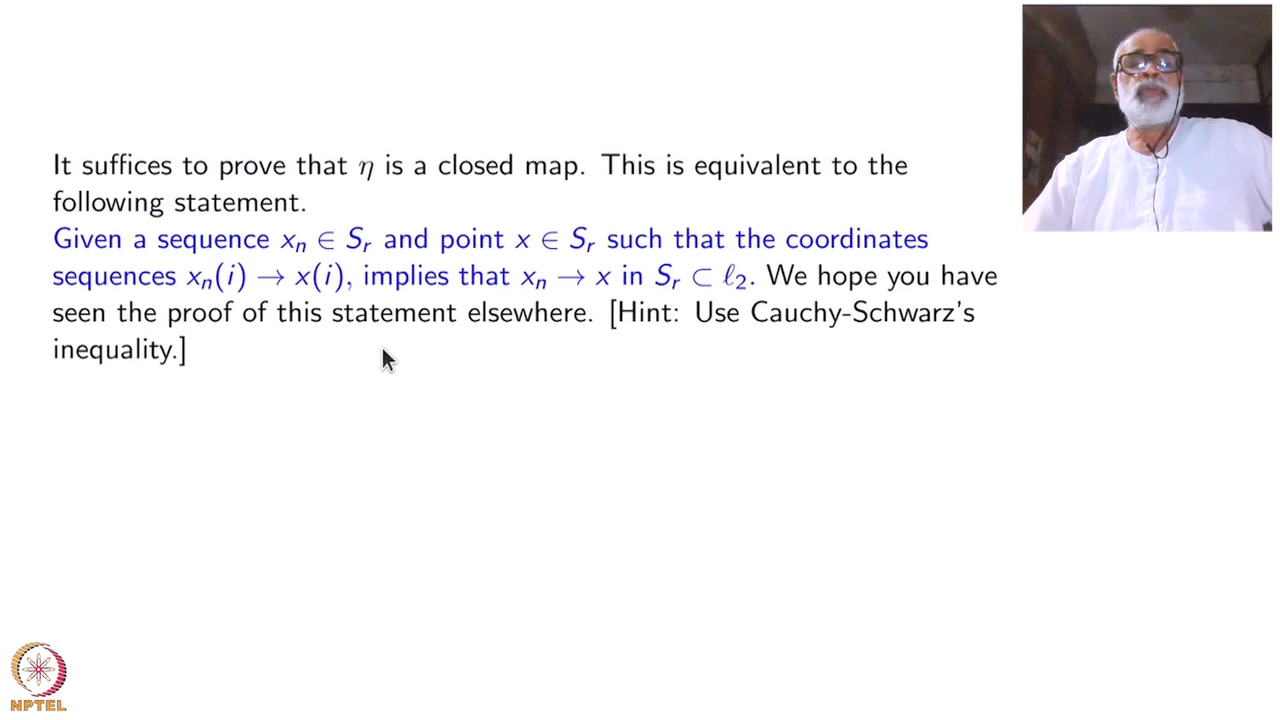 It suffices to prove that η is a closed map. This is equivalent to the
following statement.
Given a sequence xₙ ∈ Sᵣ and point x ∈ Sᵣ such that the coordinates
sequences xₙ(i) → x(i), implies that xₙ → x in Sᵣ ⊂ ℓ₂. We hope you have
seen the proof of this statement elsewhere. [Hint: Use Cauchy-Schwarz's
inequality.]
NPTEL